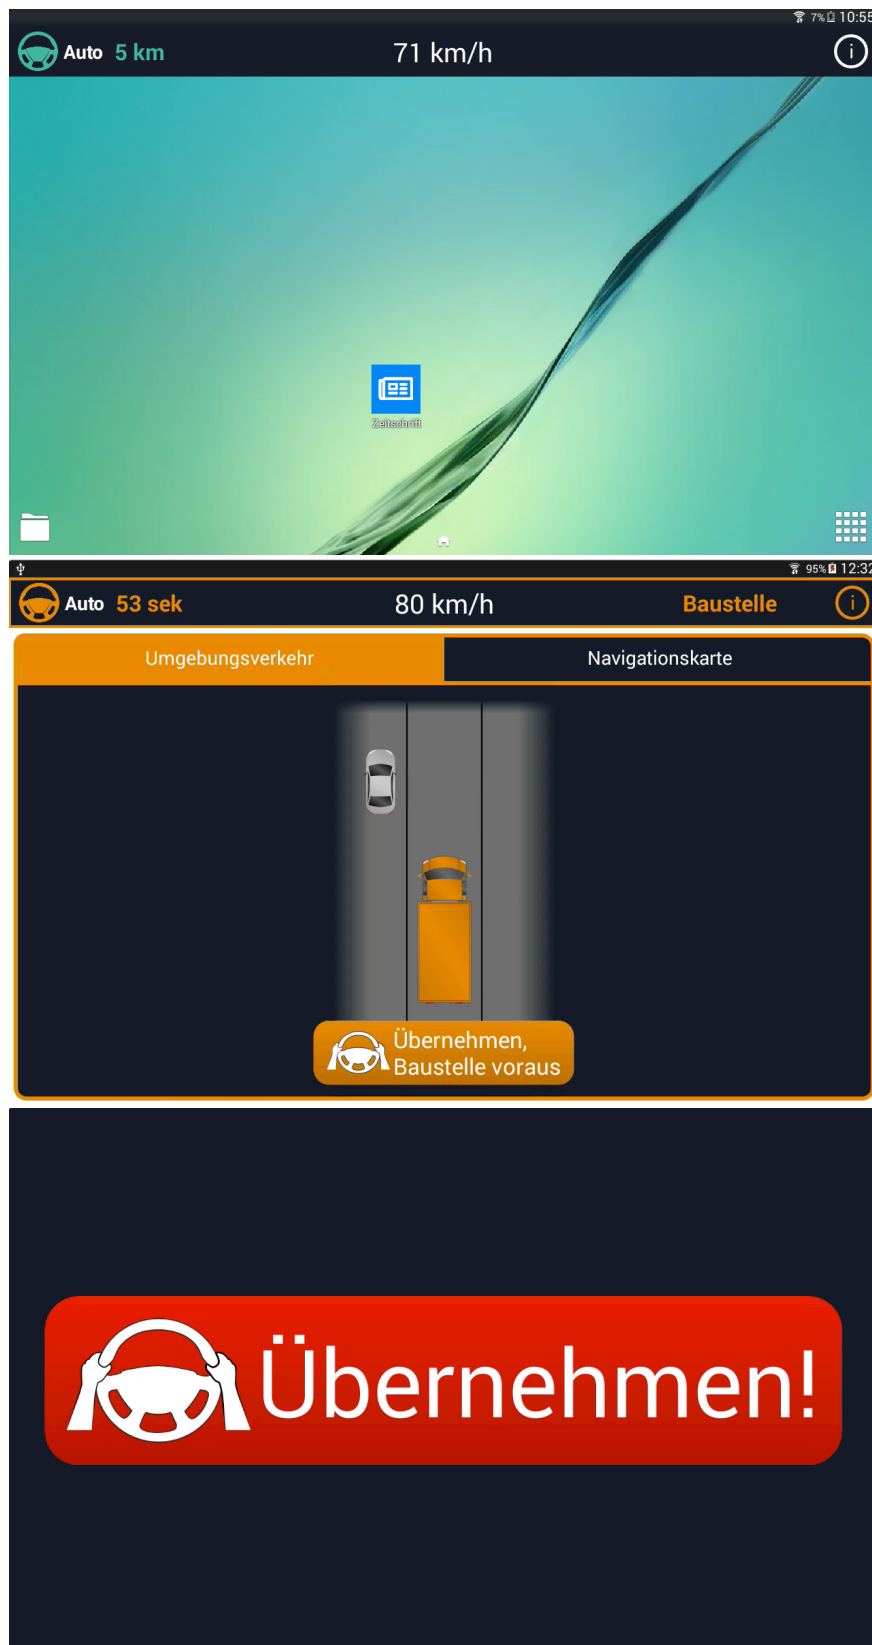 7% 10:55
Auto 5 km 71 km/h i
Zeitschrift
95% 12:32
Auto 53 sek 80 km/h Baustelle i
Umgebungsverkehr Navigationskarte
Übernehmen,
Baustelle voraus
Übernehmen!